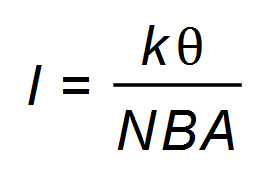 I = kθ / NBA